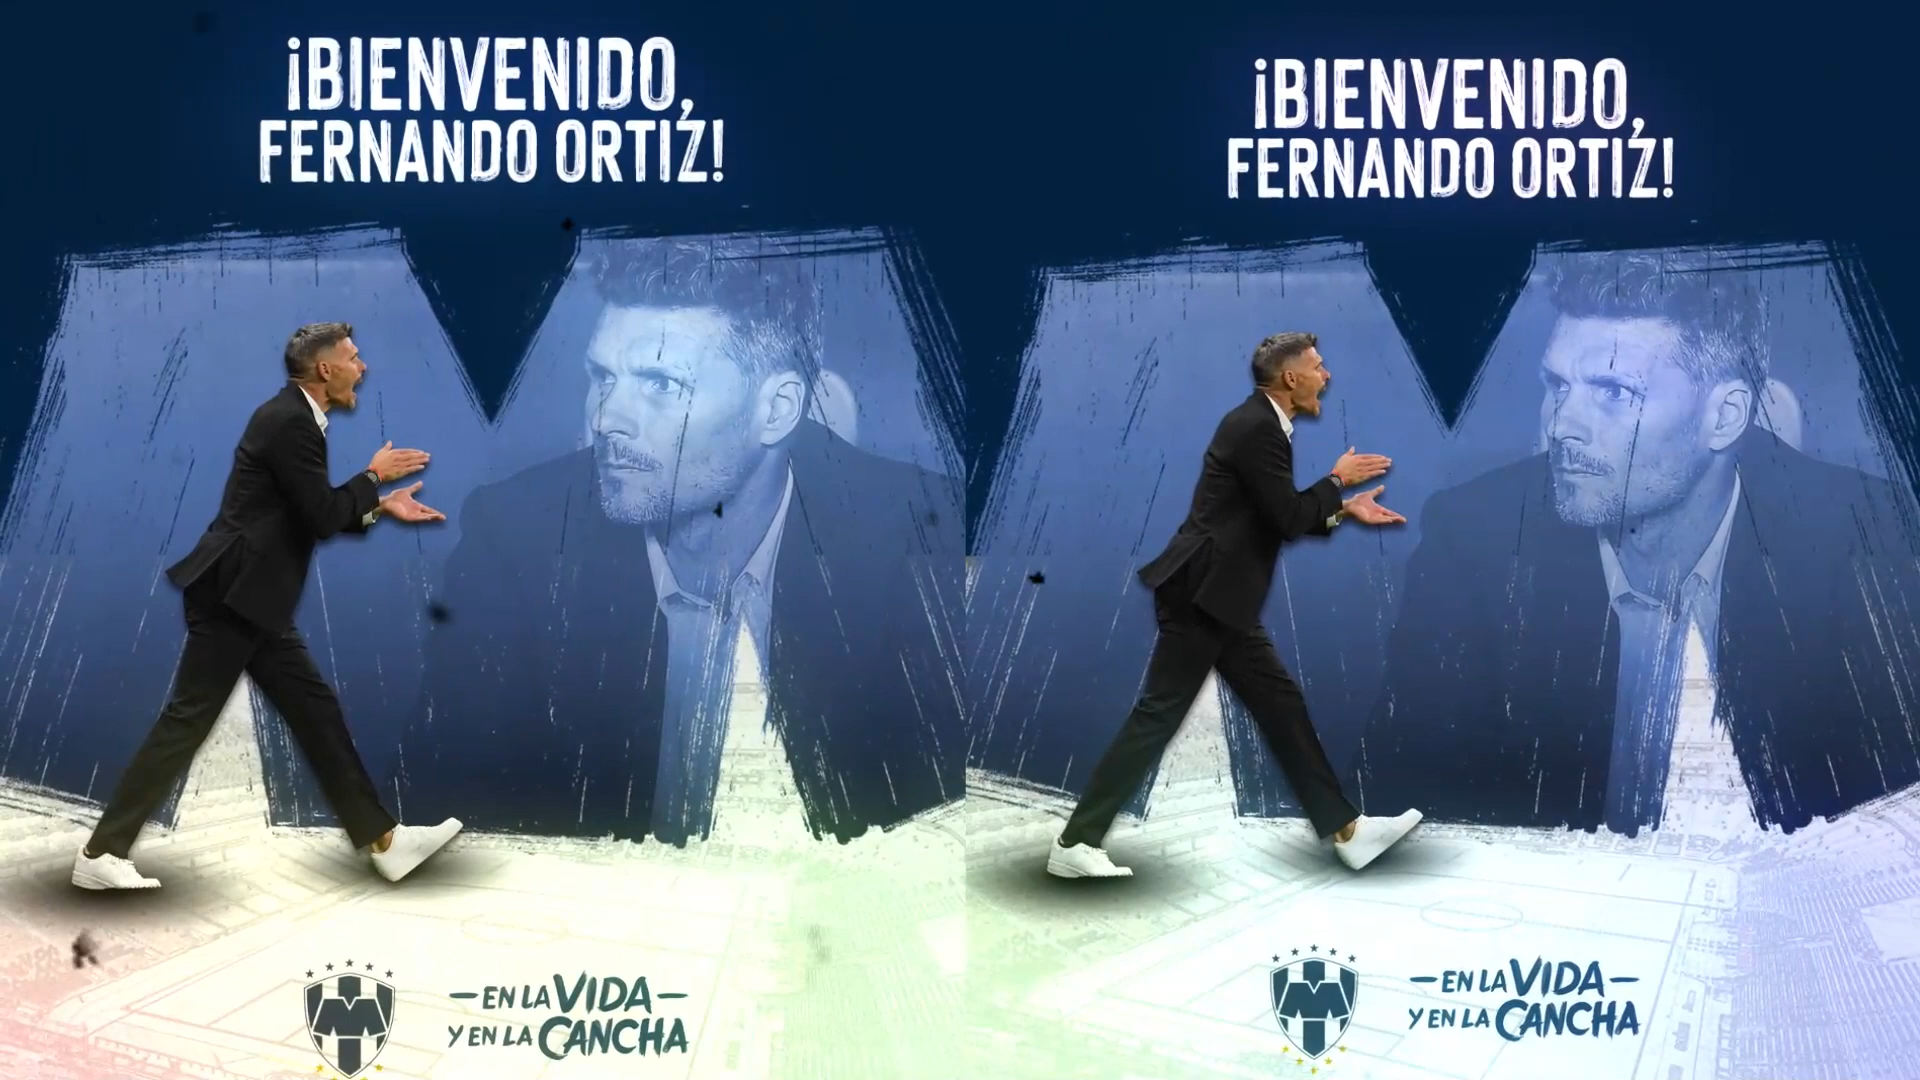 ¡BIENVENIDO,
FERNANDO ORTIZ!
—EN LA VIDA—
Y EN LA CANCHA
¡BIENVENIDO,
FERNANDO ORTIZ!
—EN LA VIDA—
Y EN LA CANCHA